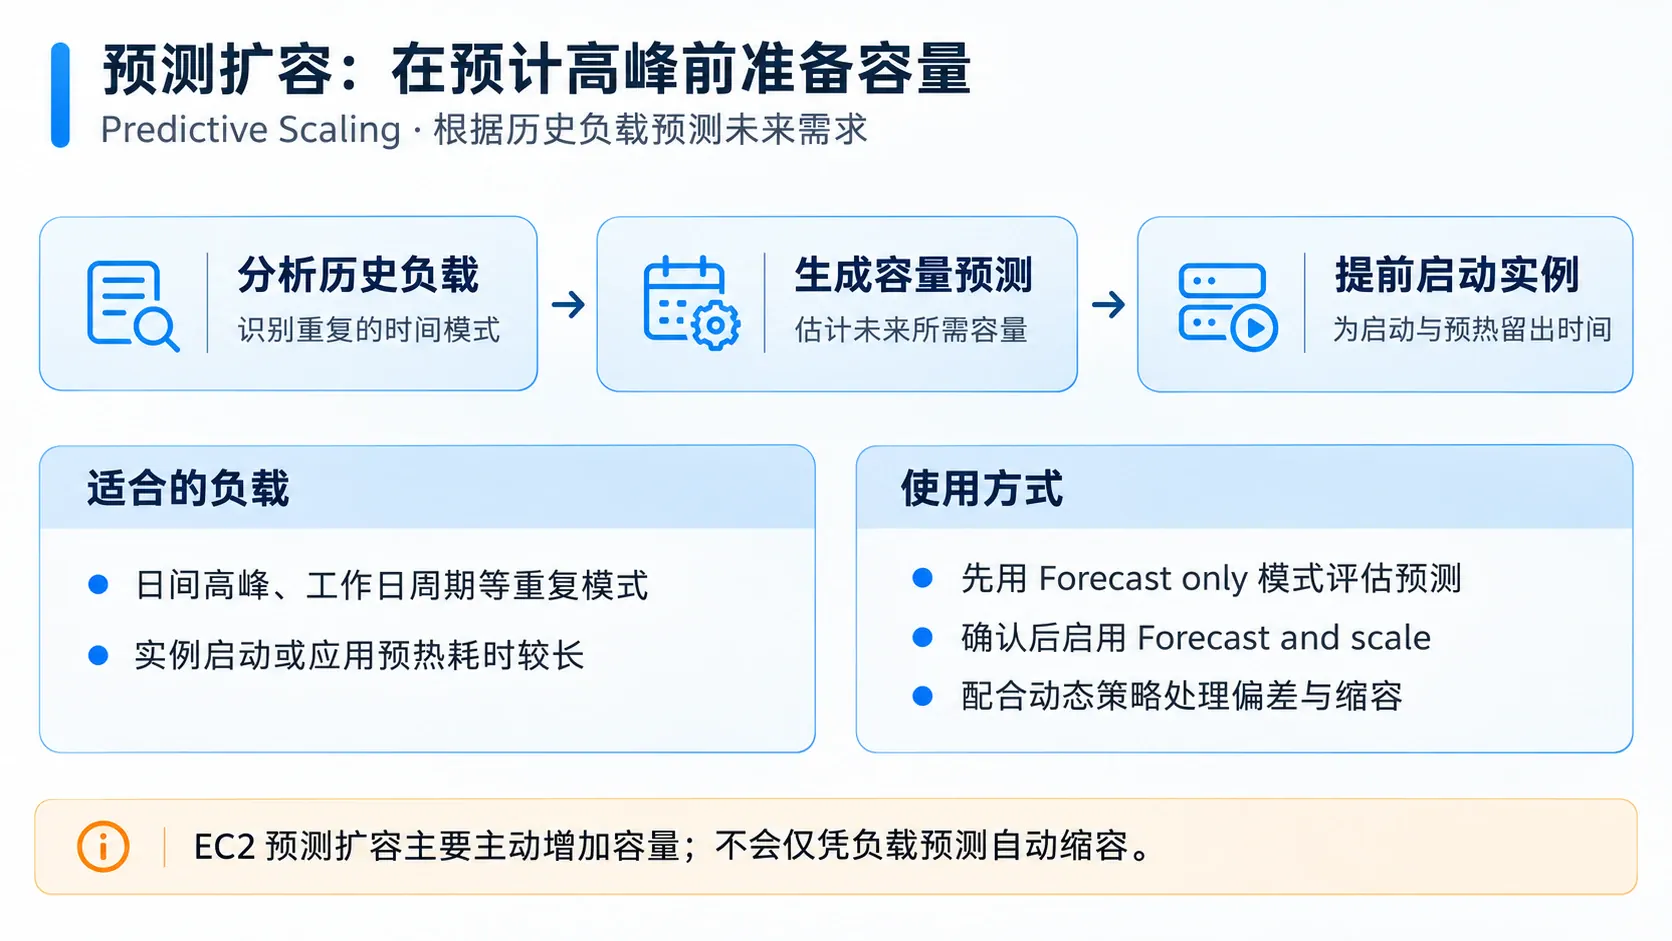 预测扩容：在预计高峰前准备容量
Predictive Scaling · 根据历史负载预测未来需求
分析历史负载
识别重复的时间模式
生成容量预测
估计未来所需容量
提前启动实例
为启动与预热留出时间
适合的负载
日间高峰、工作日周期等重复模式
实例启动或应用预热耗时较长
使用方式
先用 Forecast only 模式评估预测
确认后启用 Forecast and scale
配合动态策略处理偏差与缩容
EC2 预测扩容主要主动增加容量；不会仅凭负载预测自动缩容。